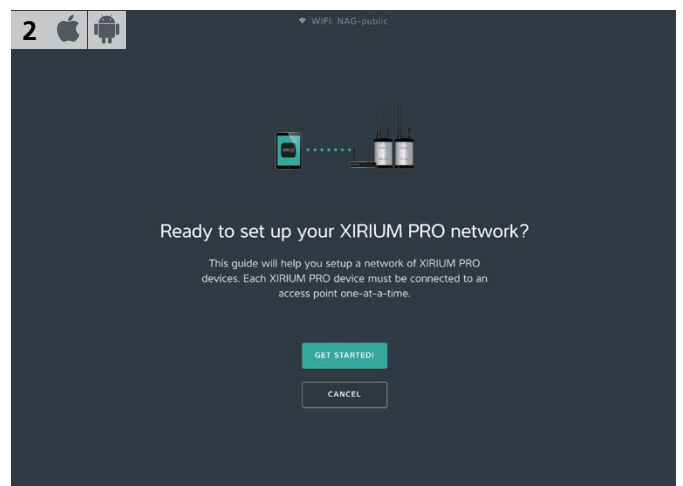 2
WIFI: NAG-public
Ready to set up your XIRIUM PRO network?
This guide will help you setup a network of XIRIUM PRO
devices. Each XIRIUM PRO device must be connected to an
access point one-at-a-time.
GET STARTED!
CANCEL